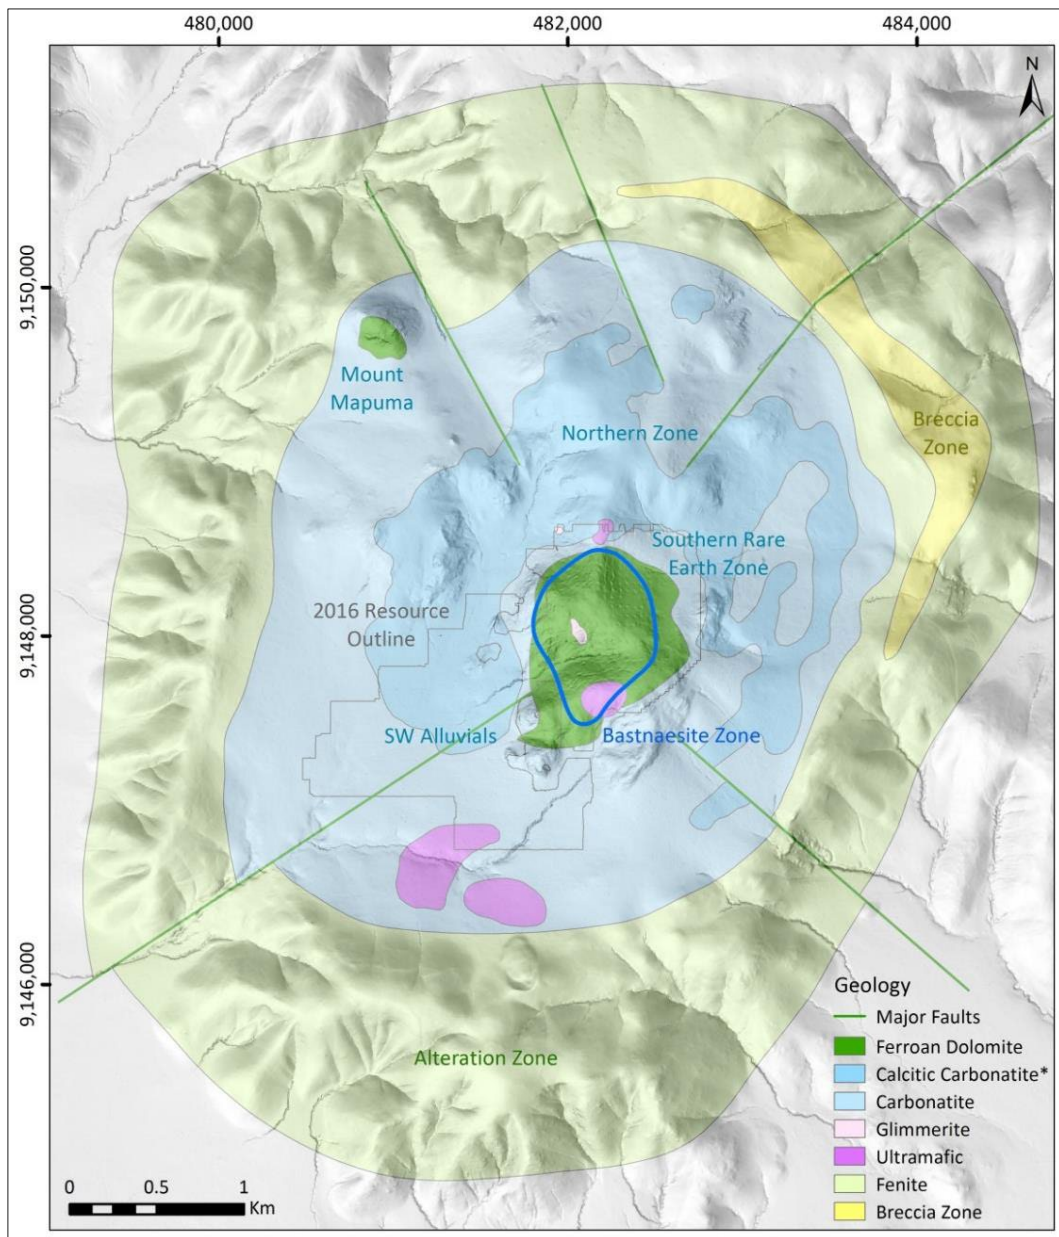 480,000
482,000
484,000
N
9,150,000
9,148,000
9,146,000
Mount
Mapuma
Northern Zone
Breccia
Zone
Southern Rare
Earth Zone
2016 Resource
Outline
SW Alluvials
Bastnaesite Zone
Alteration Zone
Geology
Major Faults
Ferroan Dolomite
Calcitic Carbonatite*
Carbonatite
Glimmerite
Ultramafic
Fenite
Breccia Zone
0 0.5 1
Km